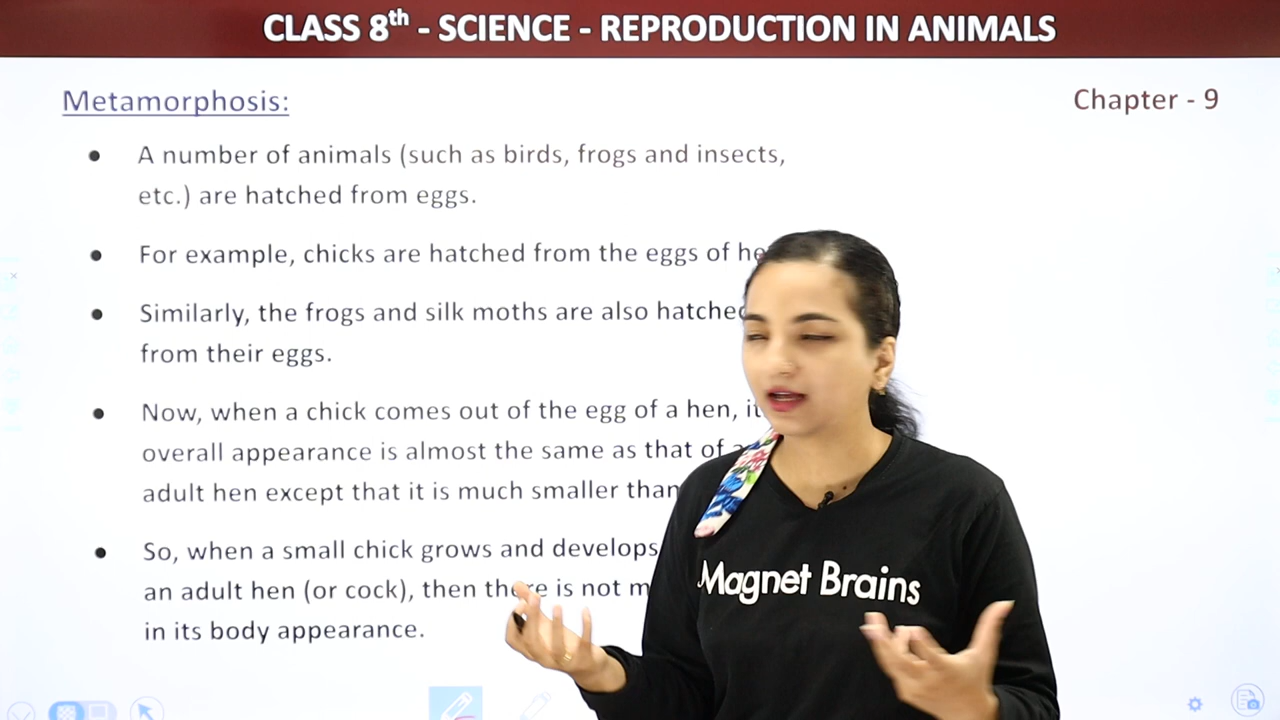 CLASS 8th - SCIENCE - REPRODUCTION IN ANIMALS
Metamorphosis:
Chapter - 9
A number of animals (such as birds, frogs and insects,
etc.) are hatched from eggs.
For example, chicks are hatched from the eggs of
Similarly, the frogs and silk moths are also hatched
from their eggs.
Now, when a chick comes out of the egg of a hen,
overall appearance is almost the same as that of
adult hen except that it is much smaller than
So, when a small chick grows and develops
an adult hen (or cock), then there is not
in its body appearance.
Magnet Brains